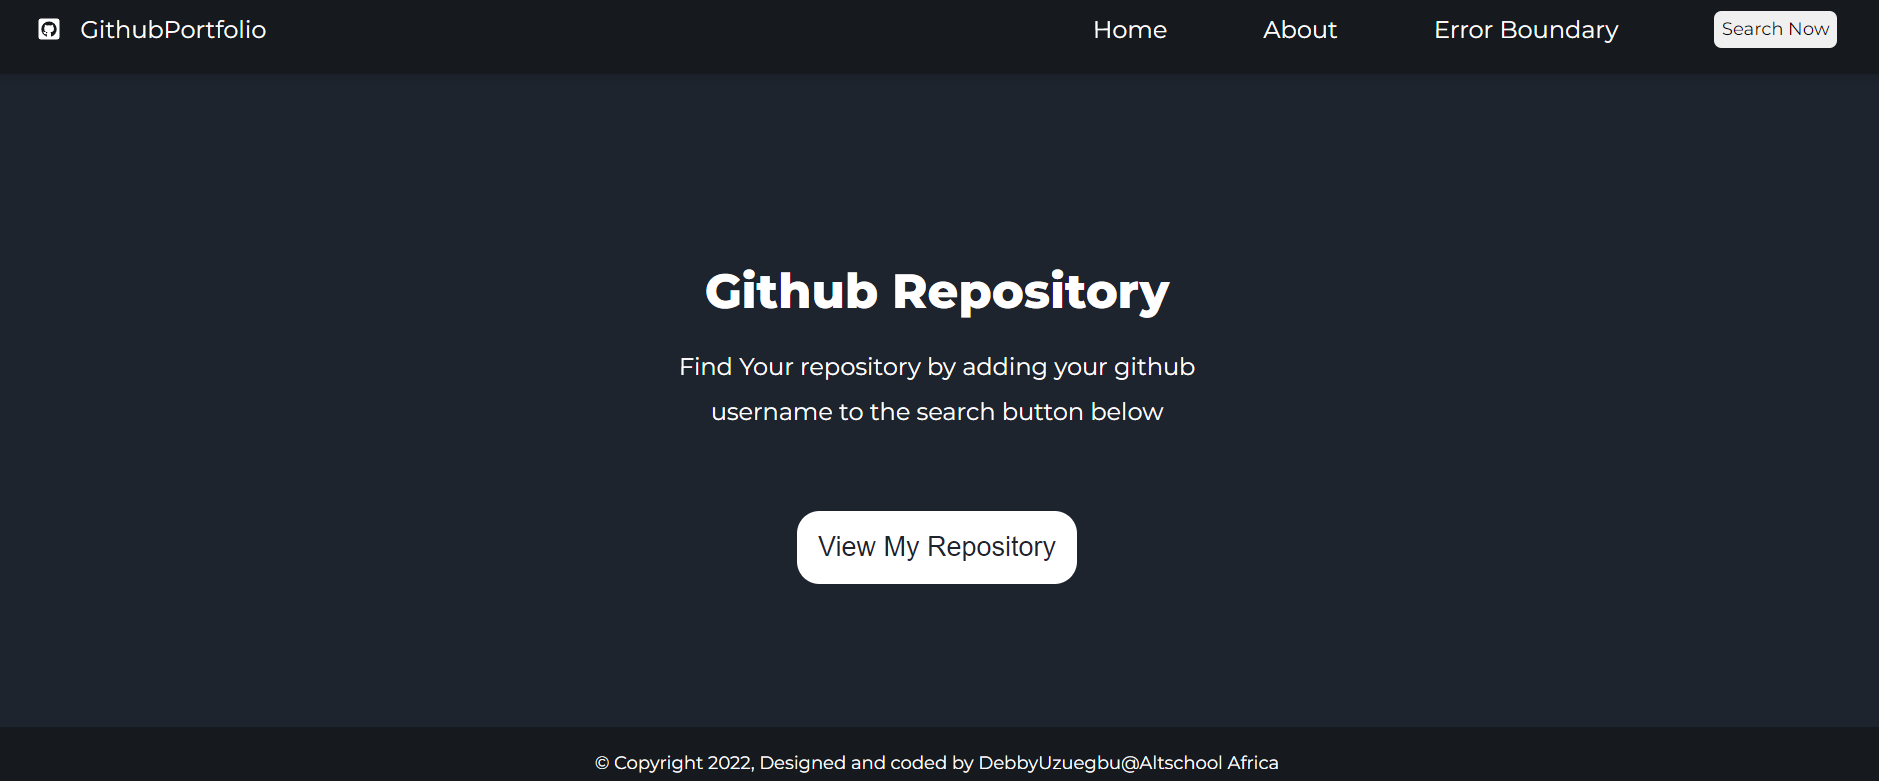 GithubPortfolio
Home
About
Error Boundary
Search Now
Github Repository
Find Your repository by adding your github
username to the search button below
View My Repository
© Copyright 2022, Designed and coded by DebbyUzuegbu@Altschool Africa